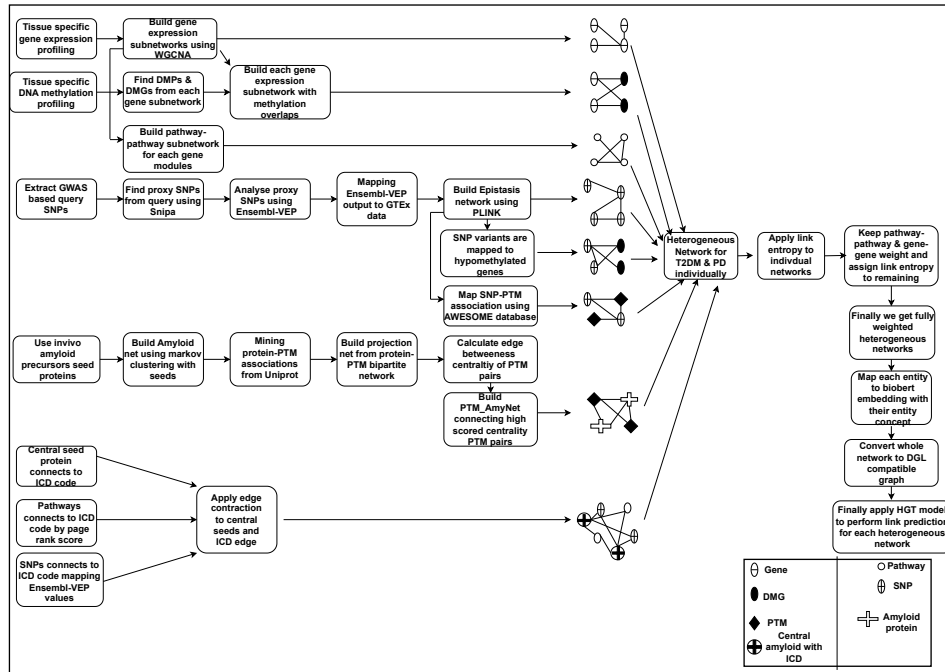 Tissue specific
gene expression
profiling
Build gene
expression
subnetworks using
WGCNA
Tissue specific
DNA methylation
profiling
Find DMPs &
DMGs from each
gene subnetwork
Build each gene
expression
subnetwork with
methylation
overlaps
Build pathway-
pathway subnetwork
for each gene
modules
Extract GWAS
based query
SNPs
Find proxy SNPs
from query using
Snipa
Analyse proxy
SNPs using
Ensembl-VEP
Mapping
Ensembl-VEP
output to GTEx
data
Build Epistasis
network using
PLINK
SNP variants are
mapped to
hypomethylated
genes
Map SNP-PTM
association using
AWESOME database
Heterogeneous
Network for
T2DM & PD
individually
Apply link
entropy to
indivdual
networks
Keep pathway-
pathway & gene-
gene weight and
assign link entropy
to remaining
Finally we get fully
weighted
heterogeneous
networks
Map each entity
to biobert
embedding with
their entity
concept
Convert whole
network to DGL
compatible
graph
Finally apply HGT model
to perform link prediction
for each heterogeneous
network
Use invivo
amyloid
precursors seed
proteins
Build Amyloid
net using markov
clustering with
seeds
Mining
protein-PTM
associations
from Uniprot
Build projection
net from protein-
PTM bipartite
network
Calculate edge
betweeness
centraltiy of PTM
pairs
Build
PTM_AmyNet
connecting high
scored centrality
PTM pairs
Central seed
protein
connects to
ICD code
Pathways
connects to ICD
code by page
rank score
SNPs connects to
ICD code mapping
Ensembl-VEP
values
Apply edge
contraction
to central
seeds and
ICD edge
Gene
DMG
PTM
Central
amyloid with
ICD
Pathway
SNP
Amyloid
protein